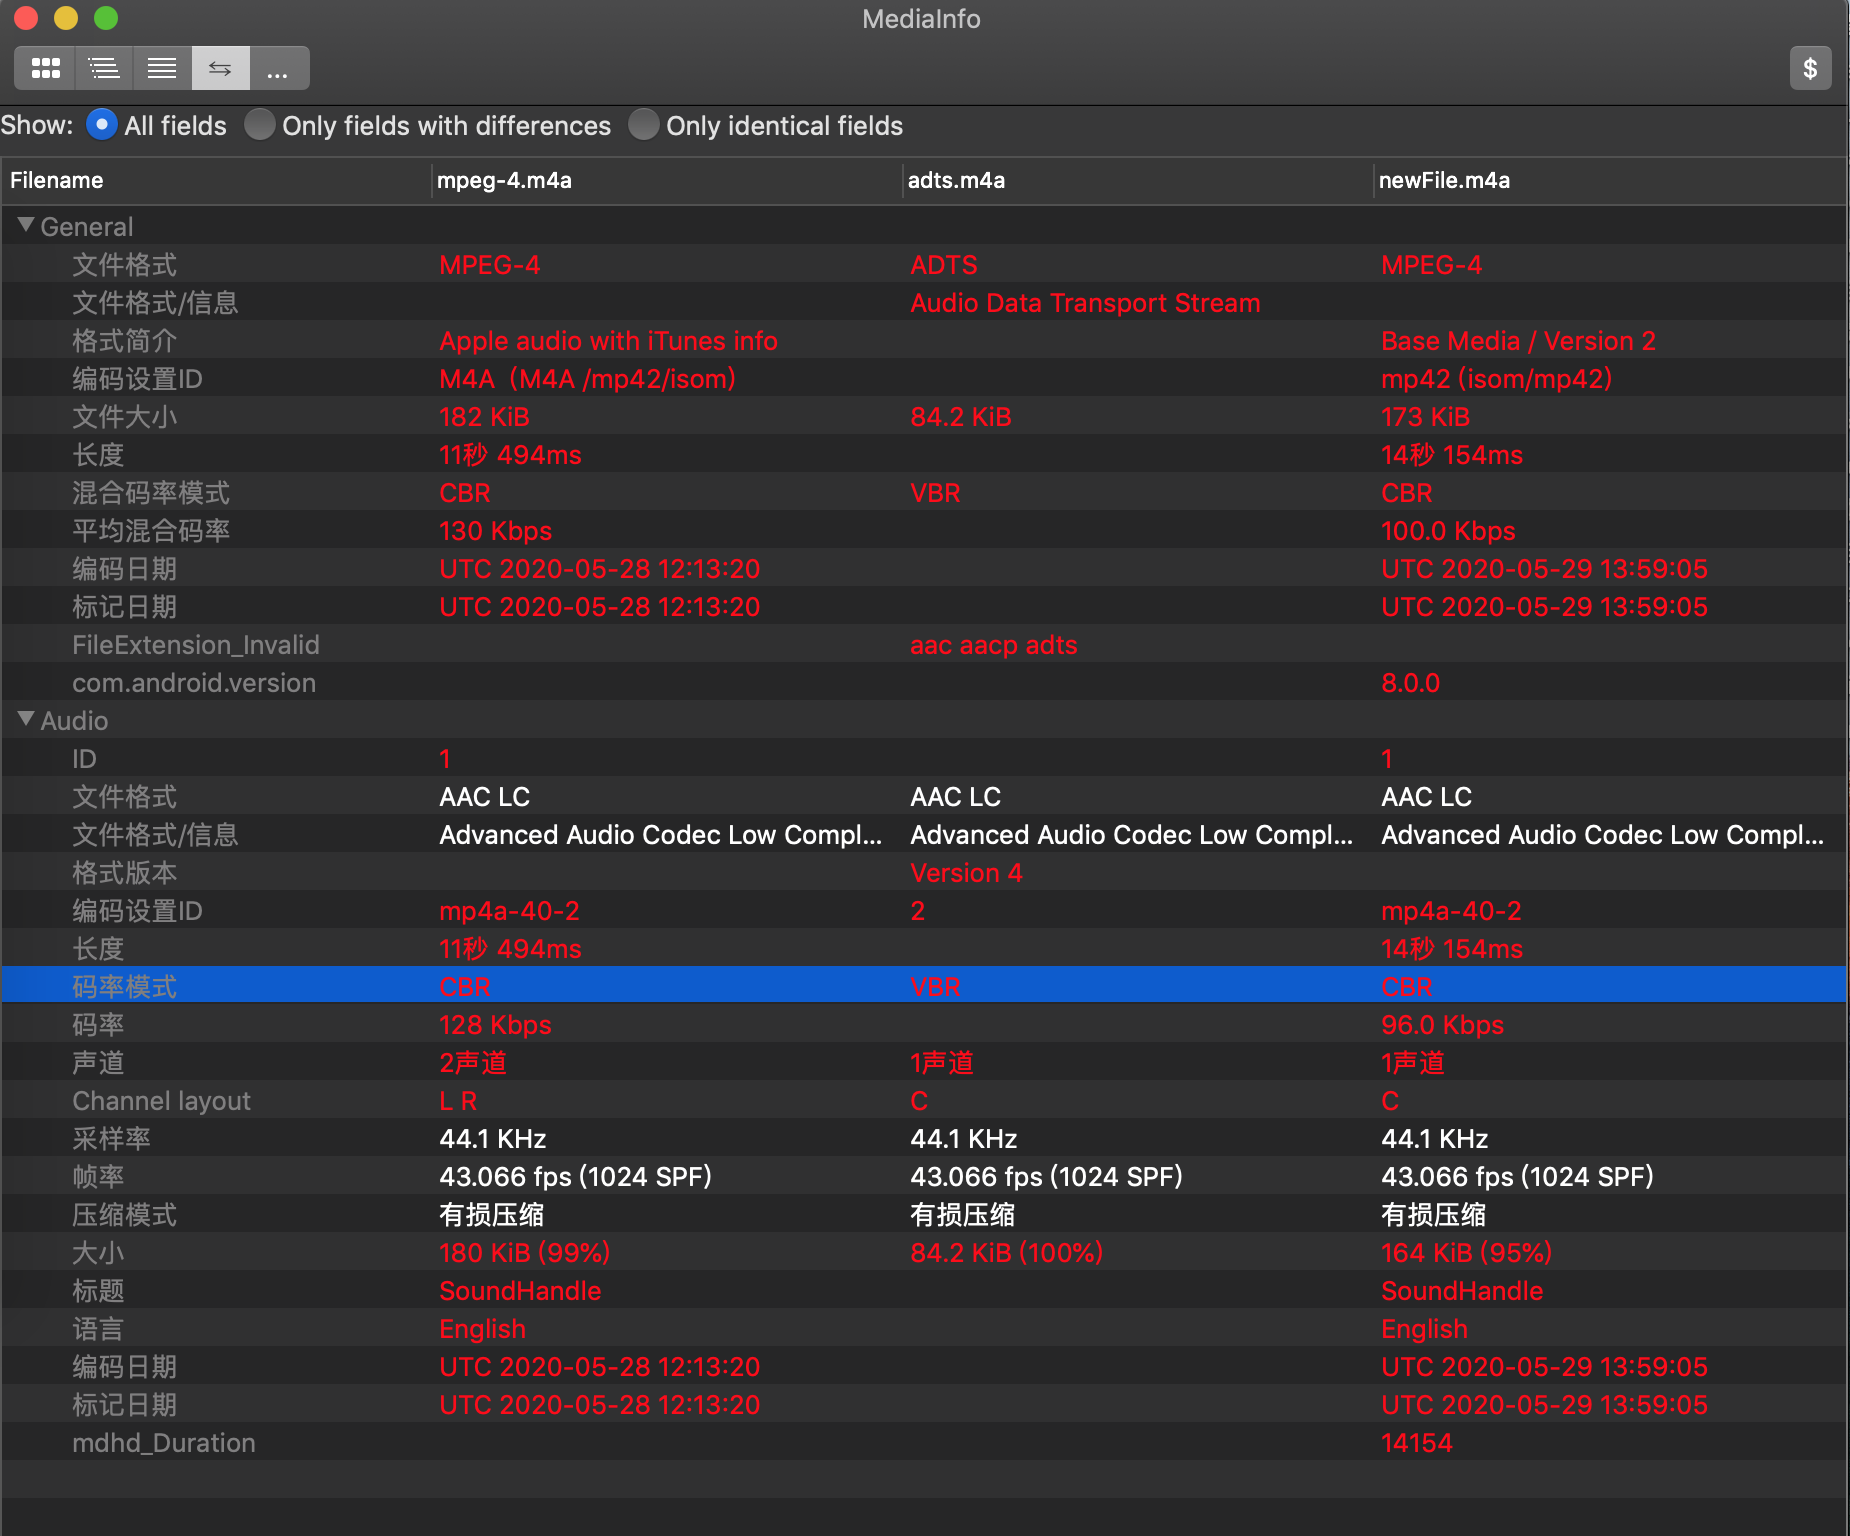 MediaInfo
...
$
Show: All fields Only fields with differences Only identical fields
Filename mpeg-4.m4a adts.m4a newFile.m4a
General
文件格式 MPEG-4 ADTS MPEG-4
文件格式/信息 Audio Data Transport Stream
格式简介 Apple audio with iTunes info Base Media / Version 2
编码设置ID M4A (M4A /mp42/isom) mp42 (isom/mp42)
文件大小 182 KiB 84.2 KiB 173 KiB
长度 11秒 494ms 14秒 154ms
混合码率模式 CBR VBR CBR
平均混合码率 130 Kbps 100.0 Kbps
编码日期 UTC 2020-05-28 12:13:20 UTC 2020-05-29 13:59:05
标记日期 UTC 2020-05-28 12:13:20 UTC 2020-05-29 13:59:05
FileExtension_Invalid aac aacp adts
com.android.version 8.0.0
Audio
ID 1 1
文件格式 AAC LC AAC LC AAC LC
文件格式/信息 Advanced Audio Codec Low Compl... Advanced Audio Codec Low Compl... Advanced Audio Codec Low Compl...
格式版本 Version 4
编码设置ID mp4a-40-2 2 mp4a-40-2
长度 11秒 494ms 14秒 154ms
码率模式 CBR VBR CBR
码率 128 Kbps 96.0 Kbps
声道 2声道 1声道 1声道
Channel layout L R C C
采样率 44.1 KHz 44.1 KHz 44.1 KHz
帧率 43.066 fps (1024 SPF) 43.066 fps (1024 SPF) 43.066 fps (1024 SPF)
压缩模式 有损压缩 有损压缩 有损压缩
大小 180 KiB (99%) 84.2 KiB (100%) 164 KiB (95%)
标题 SoundHandle SoundHandle
语言 English English
编码日期 UTC 2020-05-28 12:13:20 UTC 2020-05-29 13:59:05
标记日期 UTC 2020-05-28 12:13:20 UTC 2020-05-29 13:59:05
mdhd_Duration 14154